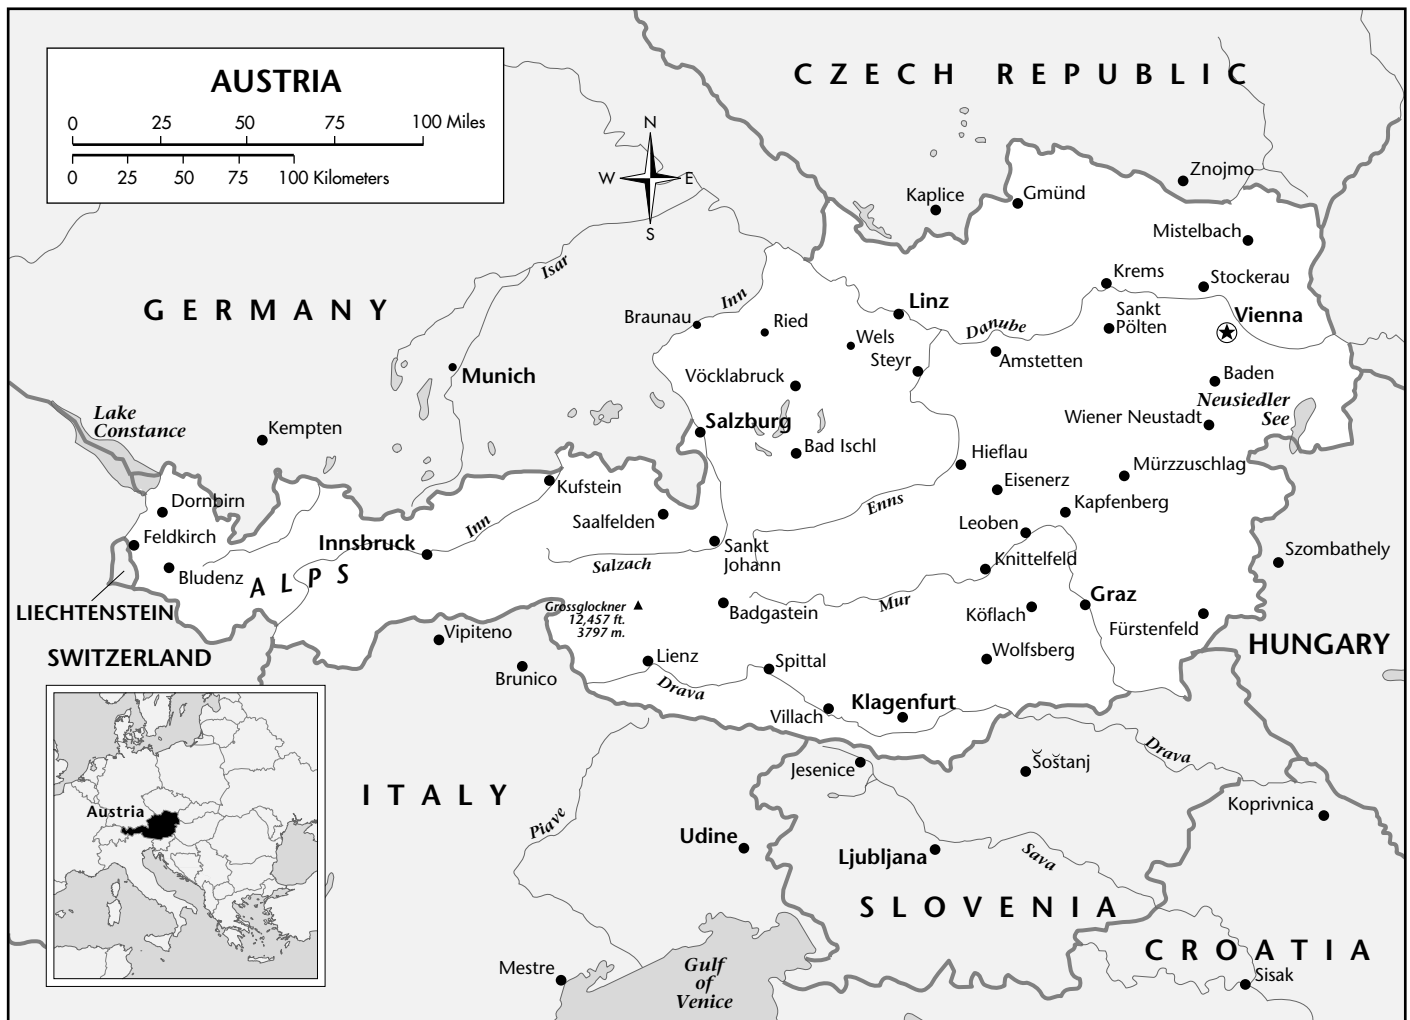 AUSTRIA
0 25 50 75 100 Miles
0 25 50 75 100 Kilometers
N
W E
S
CZECH REPUBLIC
Znojmo
Kaplice
Gmünd
Mistelbach
Isar
GERMANY
Krems
Stockerau
Inn
Linz
Braunau
Ried
Danube
Sankt
Pölten
Vienna
Wels
Steyr
Amstetten
Munich
Vöcklabruck
Baden
Neusiedler
See
Lake
Constance
Kempten
Salzburg
Wiener Neustadt
Bad Ischl
Hieflau
Mürzzuschlag
Kufstein
Eisenerz
Dornbirn
Enns
Kapfenberg
Saalfelden
Inn
Leoben
Feldkirch
Innsbruck
Sankt
Johann
Szombathely
Knittelfeld
Salzach
Bludenz
ALPS
LIECHTENSTEIN
Grossglockner
12,457 ft.
3797 m.
Badgastein
Mur
Köflach
Graz
Fürstenfeld
Vipiteno
HUNGARY
SWITZERLAND
Lienz
Spittal
Wolfsberg
Brunico
Drava
Klagenfurt
Villach
Drava
Jesenice
Šoštanj
ITALY
Koprivnica
Austria
Piave
Udine
Ljubljana
Sava
SLOVENIA
CROATIA
Mestre
Gulf
of
Venice
Sisak